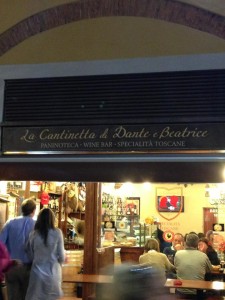 La Cantinetta di Dante e Beatrice
PANINOTECA - WINE BAR - SPECIALITÀ TOSCANE